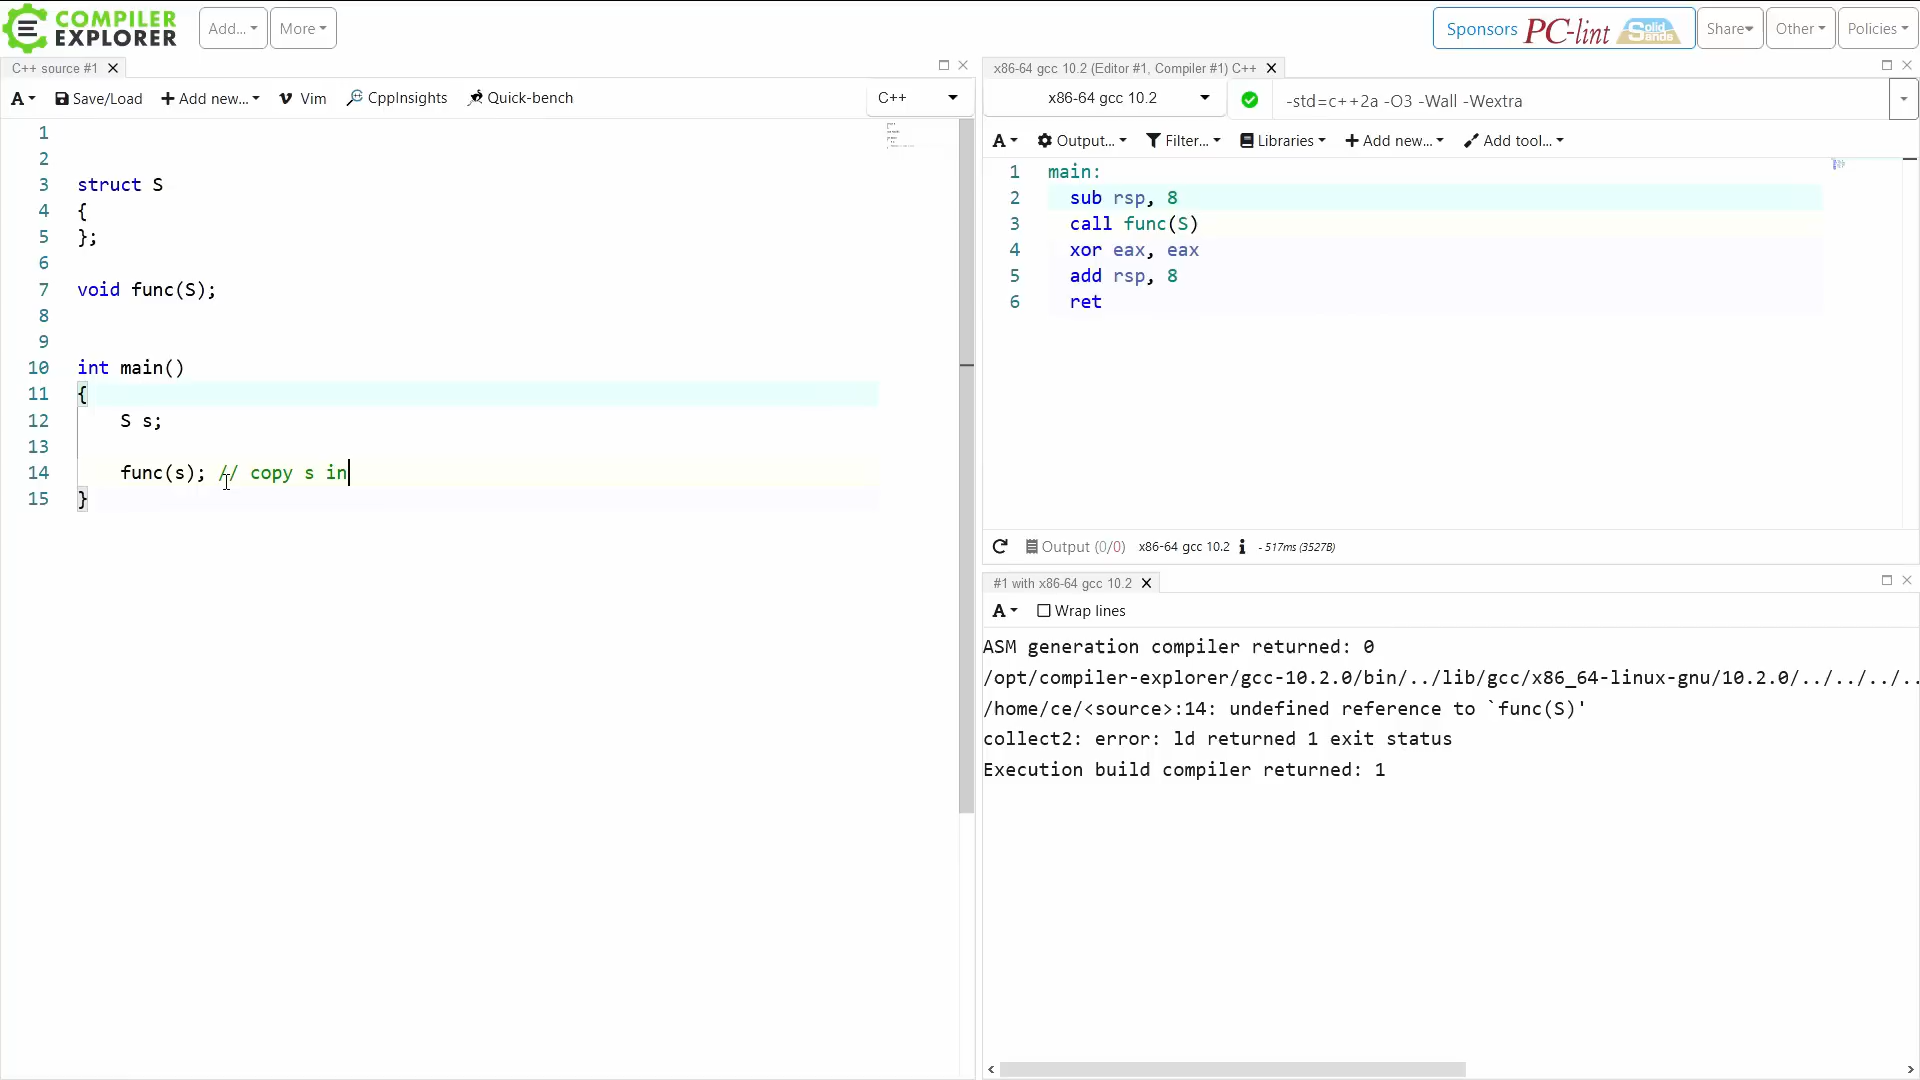 COMPILER
EXPLORER
Add...
More
Sponsors PC-lint Solid Sands
Share
Other
Policies
C++ source #1
A
Save/Load
Add new...
Vim
CppInsights
Quick-bench
C++
1
2
3 struct S
4 {
5 };
6
7 void func(S);
8
9
10 int main()
11 {
12 S s;
13
14 func(s); // copy s in
15 }
x86-64 gcc 10.2 (Editor #1, Compiler #1) C++
x86-64 gcc 10.2
-std=c++2a -O3 -Wall -Wextra
A
Output...
Filter...
Libraries
Add new...
Add tool...
1 main:
2 sub rsp, 8
3 call func(S)
4 xor eax, eax
5 add rsp, 8
6 ret
Output (0/0) x86-64 gcc 10.2 i - 517ms (3527B)
#1 with x86-64 gcc 10.2
A
Wrap lines
ASM generation compiler returned: 0
/opt/compiler-explorer/gcc-10.2.0/bin/../lib/gcc/x86_64-linux-gnu/10.2.0/../../../..
/home/ce/<source>:14: undefined reference to `func(S)'
collect2: error: ld returned 1 exit status
Execution build compiler returned: 1